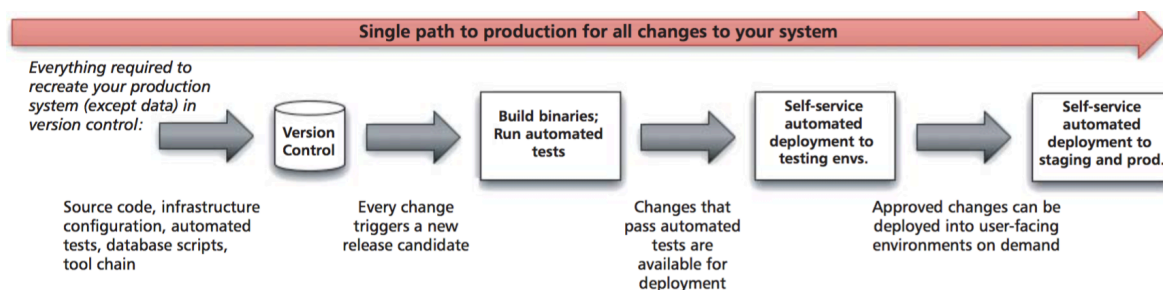 Single path to production for all changes to your system
Everything required to
recreate your production
system (except data) in
version control:
Version
Control
Build binaries;
Run automated
tests
Self-service
automated
deployment to
testing envs.
Self-service
automated
deployment to
staging and prod.
Source code, infrastructure
configuration, automated
tests, database scripts,
tool chain
Every change
triggers a new
release candidate
Changes that
pass automated
tests are
available for
deployment
Approved changes can be
deployed into user-facing
environments on demand